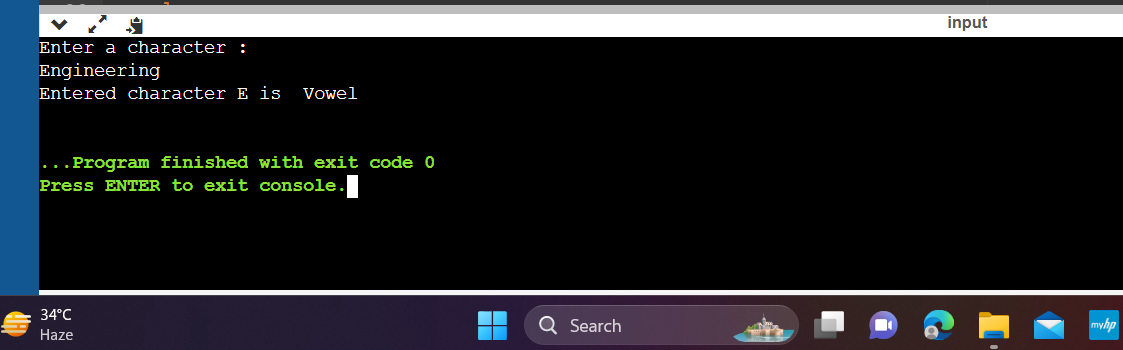 input
Enter a character :
Engineering
Entered character E is  Vowel
...Program finished with exit code 0
Press ENTER to exit console.
34°C
Haze
Search
myhp